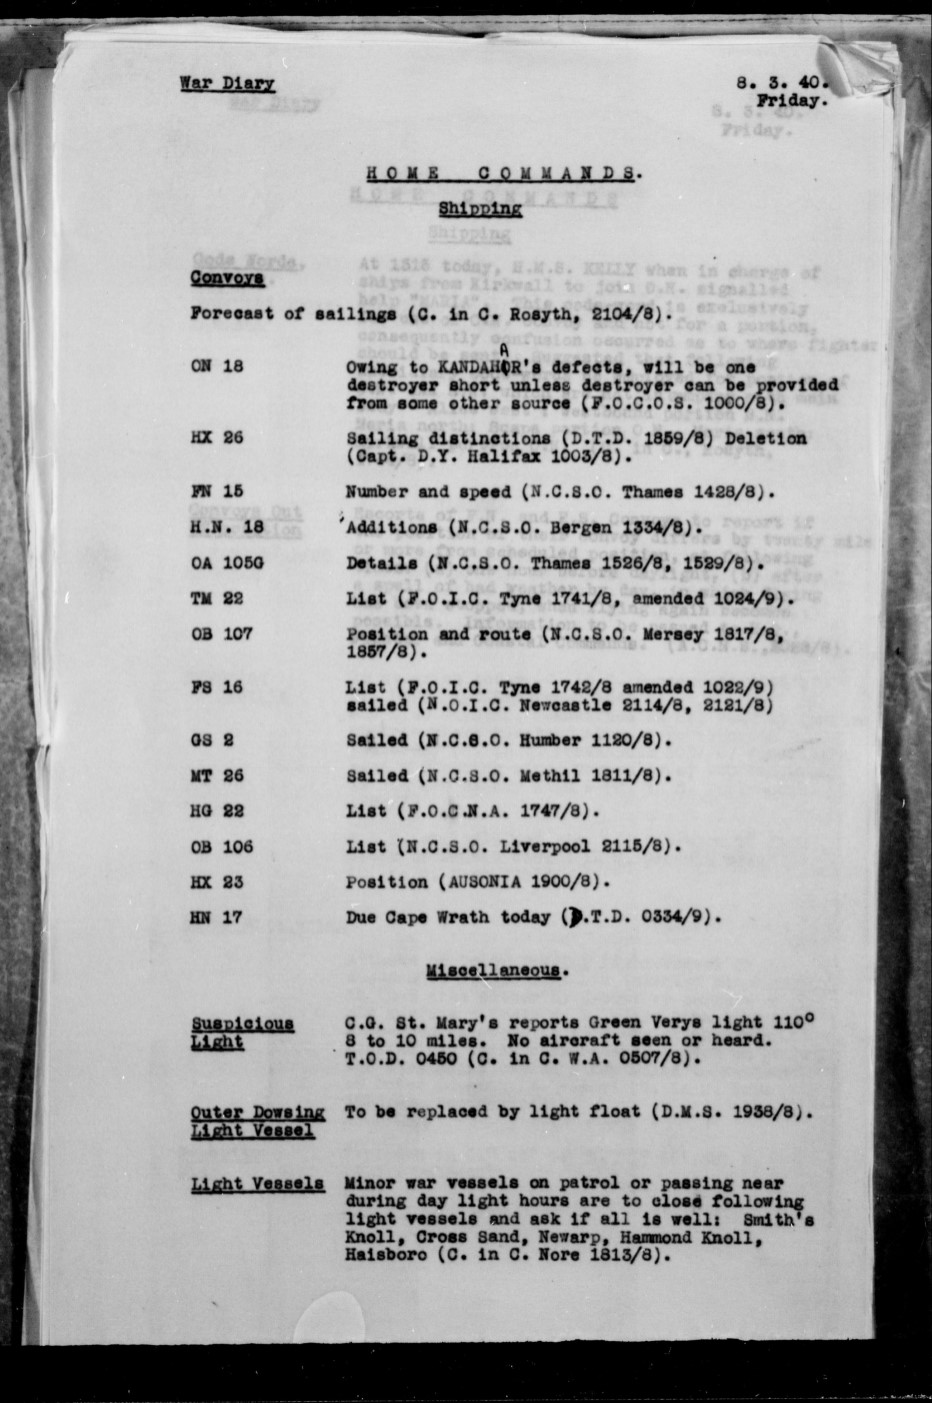 War Diary
8. 3. 40.
Friday.
HOME COMMANDS.
Shipping
Convoys
Forecast of sailings (C. in C. Rosyth, 2104/8).
ON 18 Owing to KANDAHAR's defects, will be one
destroyer short unless destroyer can be provided
from some other source (F.O.C.O.S. 1000/8).
HX 26 Sailing distinctions (D.T.D. 1859/8) Deletion
(Capt. D.Y. Halifax 1003/8).
FN 15 Number and speed (N.C.S.O. Thames 1428/8).
H.N. 18 Additions (N.C.S.O. Bergen 1334/8).
OA 105G Details (N.C.S.O. Thames 1526/8, 1529/8).
TM 22 List (F.O.I.C. Tyne 1741/8, amended 1024/9).
OB 107 Position and route (N.C.S.O. Mersey 1817/8,
1857/8).
FS 16 List (F.O.I.C. Tyne 1742/8 amended 1022/9)
sailed (N.O.I.C. Newcastle 2114/8, 2121/8)
GS 2 Sailed (N.C.S.O. Humber 1120/8).
MT 26 Sailed (N.C.S.O. Methil 1811/8).
HG 22 List (F.O.C.N.A. 1747/8).
OB 106 List (N.C.S.O. Liverpool 2115/8).
HX 23 Position (AUSONIA 1900/8).
HN 17 Due Cape Wrath today (D.T.D. 0334/9).
Miscellaneous.
Suspicious C.G. St. Mary's reports Green Verys light 110°
Light 8 to 10 miles. No aircraft seen or heard.
T.O.D. 0450 (C. in C. W.A. 0507/8).
Outer Dowsing To be replaced by light float (D.M.S. 1938/8).
Light Vessel
Light Vessels Minor war vessels on patrol or passing near
during day light hours are to close following
light vessels and ask if all is well: Smith's
Knoll, Cross Sand, Newarp, Hammond Knoll,
Haisboro (C. in C. Nore 1813/8).